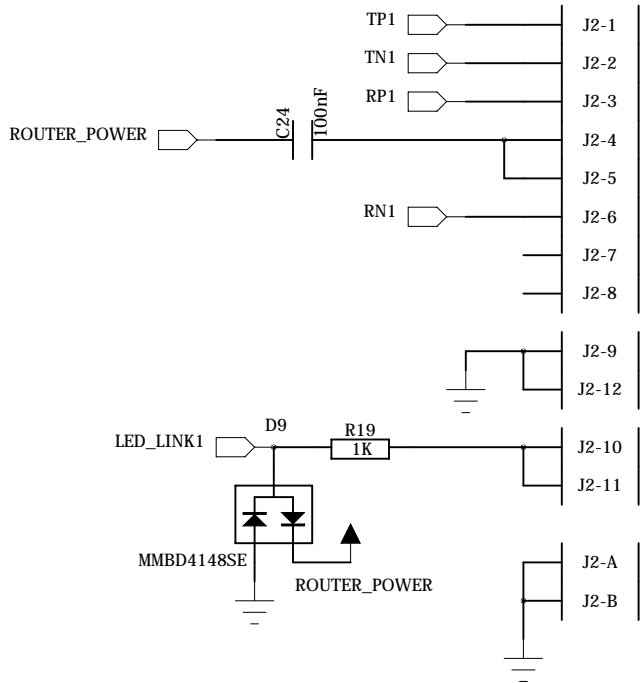 TP1
J2-1
TN1
J2-2
RP1
J2-3
ROUTER_POWER
C24
100nF
J2-4
J2-5
RN1
J2-6
J2-7
J2-8
J2-9
J2-12
D9
LED_LINK1
R19
1K
J2-10
J2-11
MMBD4148SE
ROUTER_POWER
J2-A
J2-B